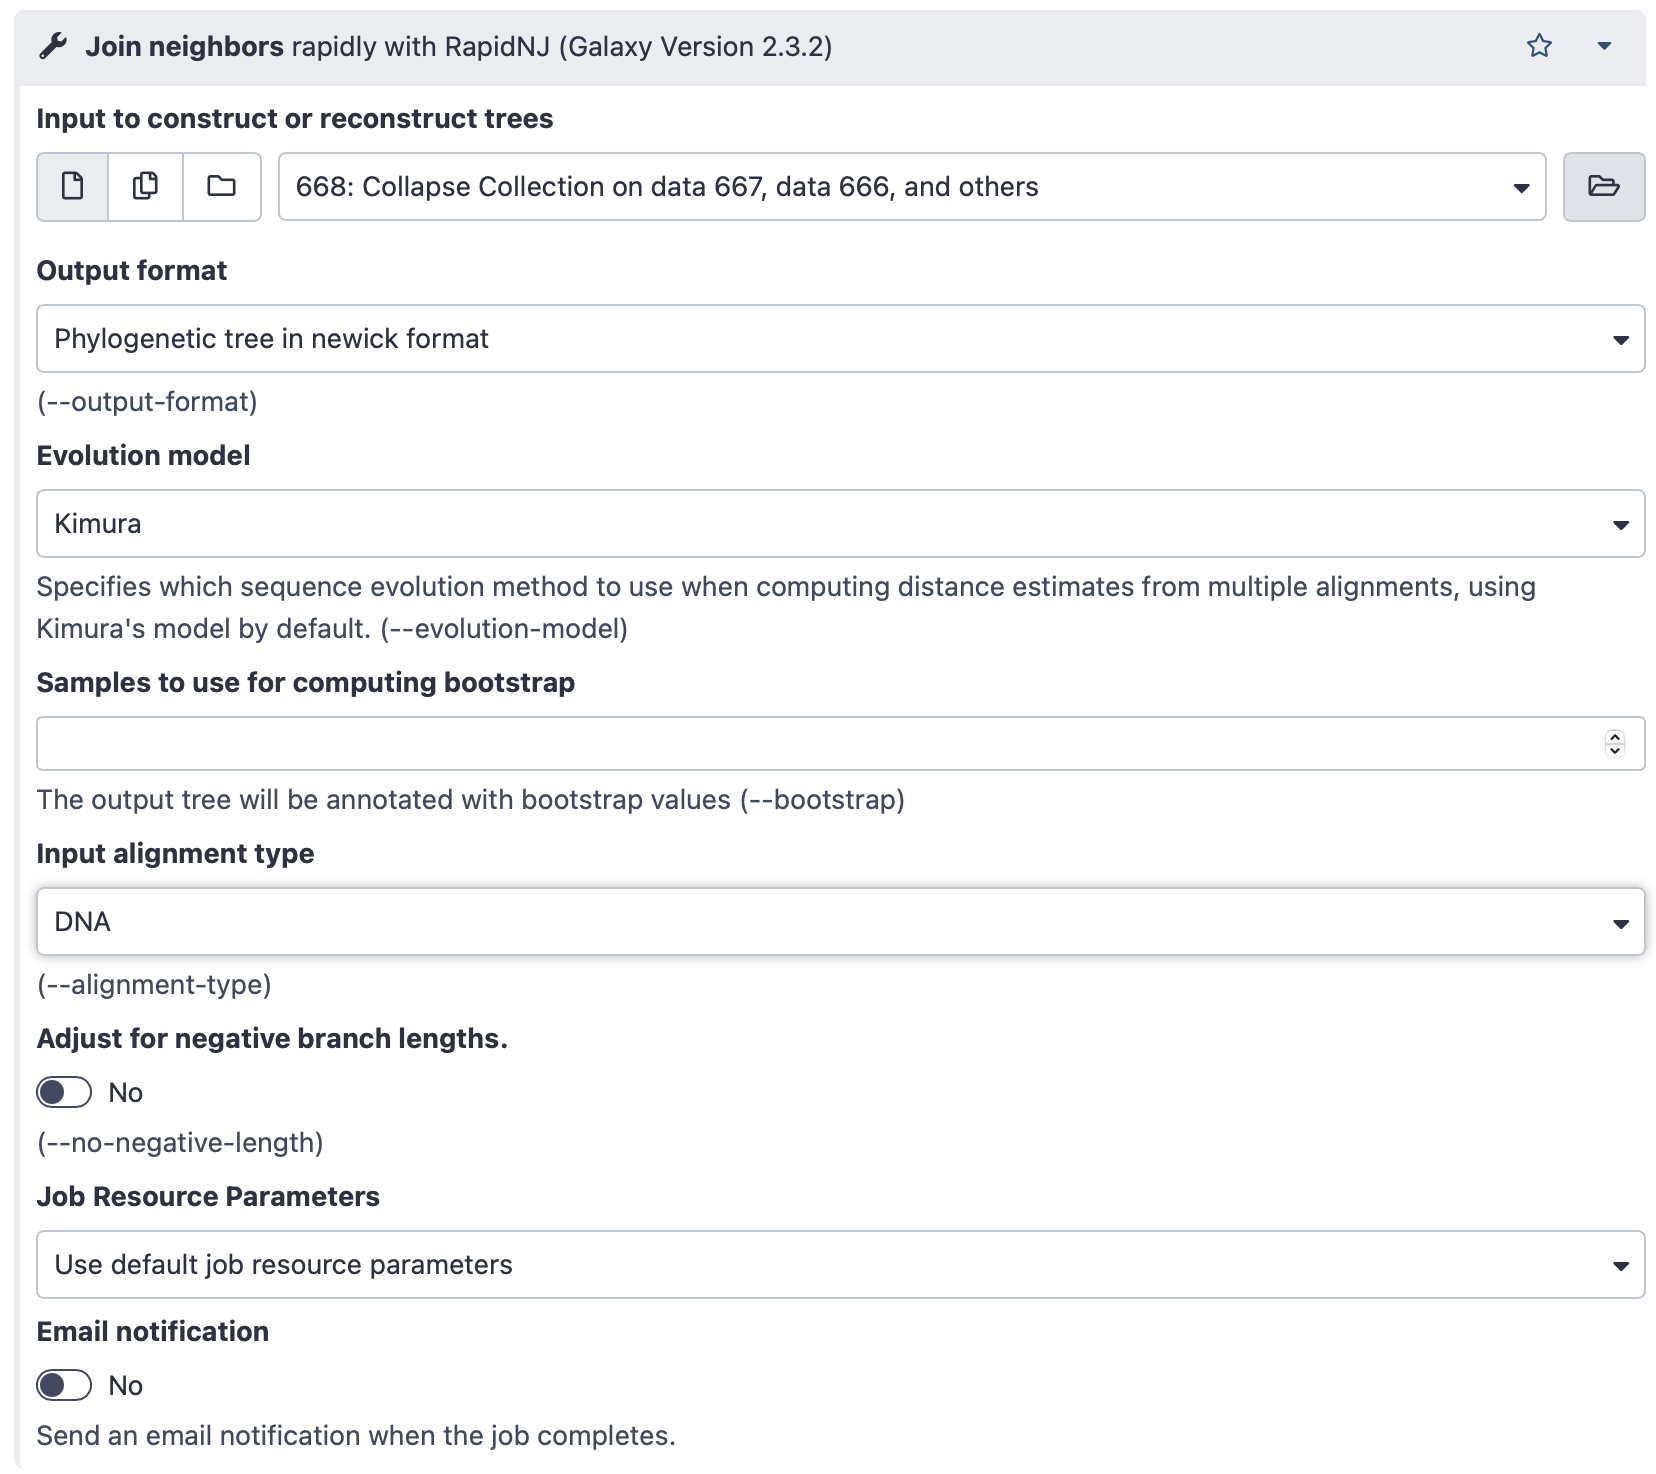 Join neighbors rapidly with RapidNJ (Galaxy Version 2.3.2)
Input to construct or reconstruct trees
668: Collapse Collection on data 667, data 666, and others
Output format
Phylogenetic tree in newick format
(--output-format)
Evolution model
Kimura
Specifies which sequence evolution method to use when computing distance estimates from multiple alignments, using
Kimura's model by default. (--evolution-model)
Samples to use for computing bootstrap
The output tree will be annotated with bootstrap values (--bootstrap)
Input alignment type
DNA
(--alignment-type)
Adjust for negative branch lengths.
No
(--no-negative-length)
Job Resource Parameters
Use default job resource parameters
Email notification
No
Send an email notification when the job completes.